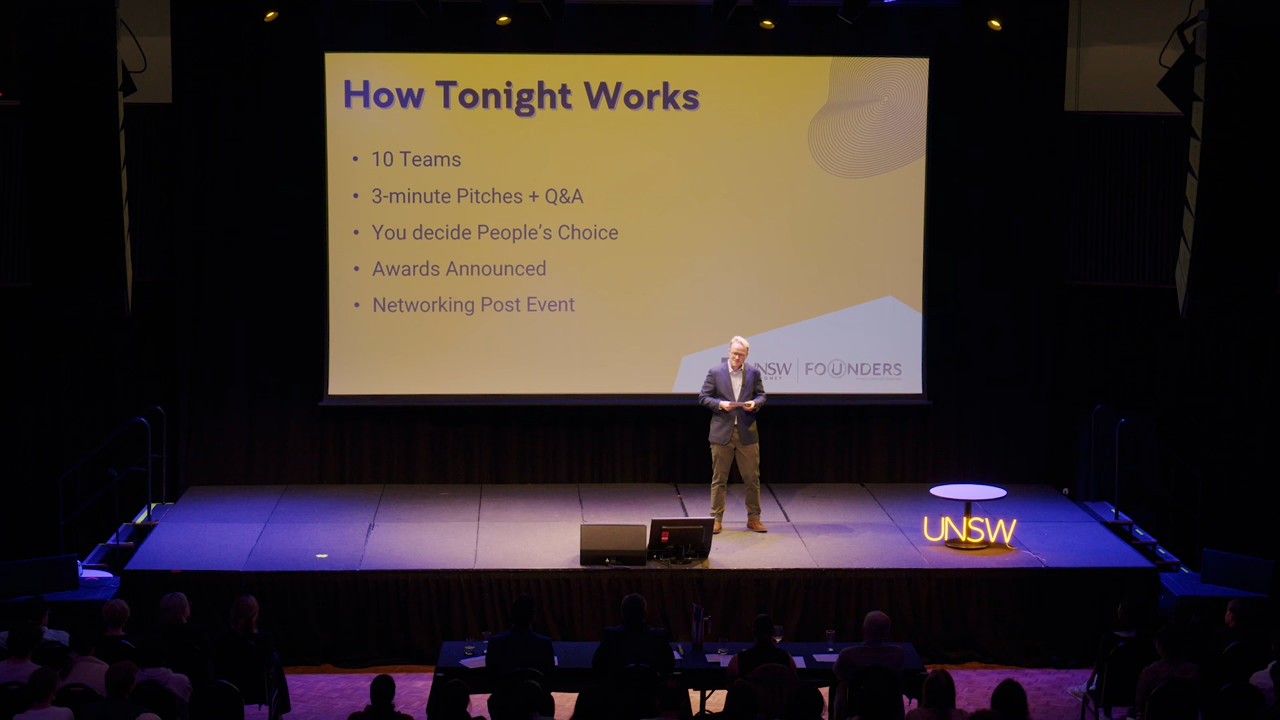 How Tonight Works
• 10 Teams
• 3-minute Pitches + Q&A
• You decide People's Choice
• Awards Announced
• Networking Post Event
UNSW
FOUNDERS
UNSW